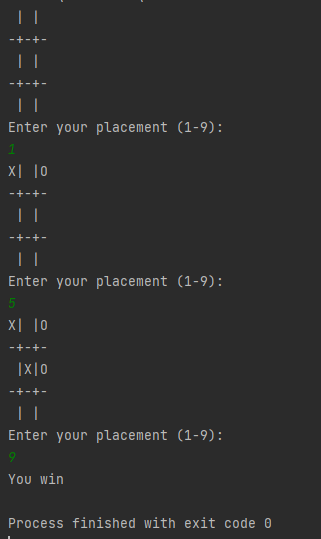 | |
-+-+-
 | |
-+-+-
 | |
Enter your placement (1-9):
1
X| |O
-+-+-
 | |
-+-+-
 | |
Enter your placement (1-9):
5
X| |O
-+-+-
 |X|O
-+-+-
 | |
Enter your placement (1-9):
9
You win

Process finished with exit code 0